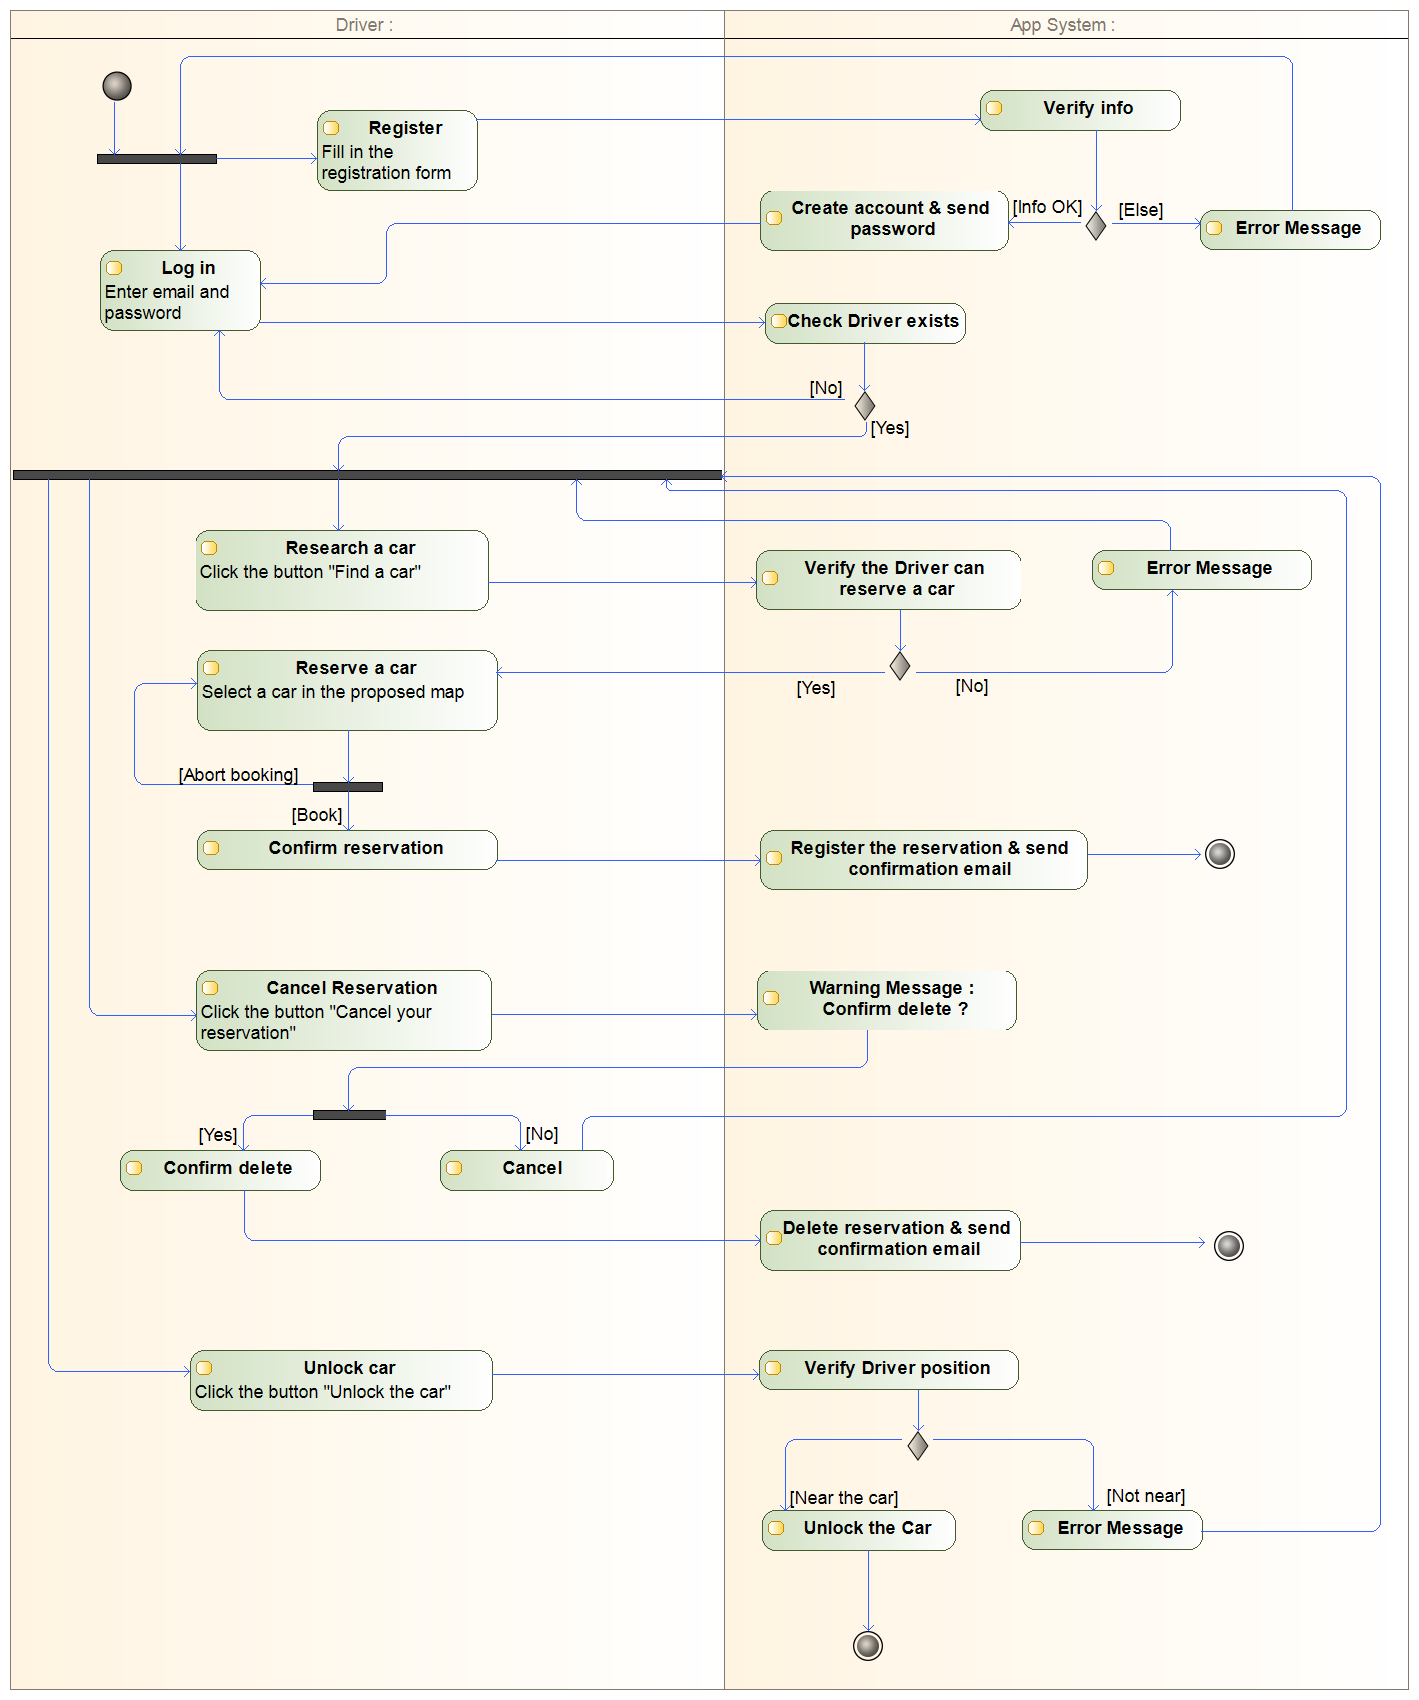 Driver :
App System :
Verify info
Register
Fill in the
registration form
Create account & send
password
[Info OK]
[Else]
Error Message
Log in
Enter email and
password
Check Driver exists
[No]
[Yes]
Research a car
Click the button "Find a car"
Verify the Driver can
reserve a car
Error Message
Reserve a car
Select a car in the proposed map
[Yes]
[No]
[Abort booking]
[Book]
Confirm reservation
Register the reservation & send
confirmation email
Cancel Reservation
Click the button "Cancel your
reservation"
Warning Message :
Confirm delete ?
[Yes]
[No]
Confirm delete
Cancel
Delete reservation & send
confirmation email
Unlock car
Click the button "Unlock the car"
Verify Driver position
[Near the car]
[Not near]
Unlock the Car
Error Message